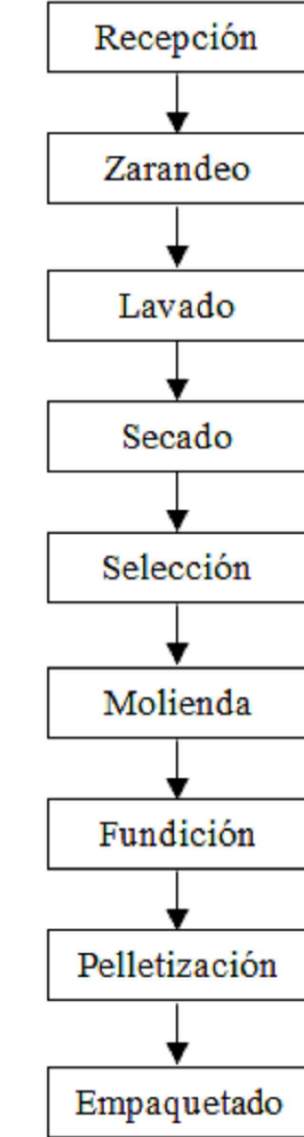 Recepción
Zarandeo
Lavado
Secado
Selección
Molienda
Fundición
Pelletización
Empaquetado